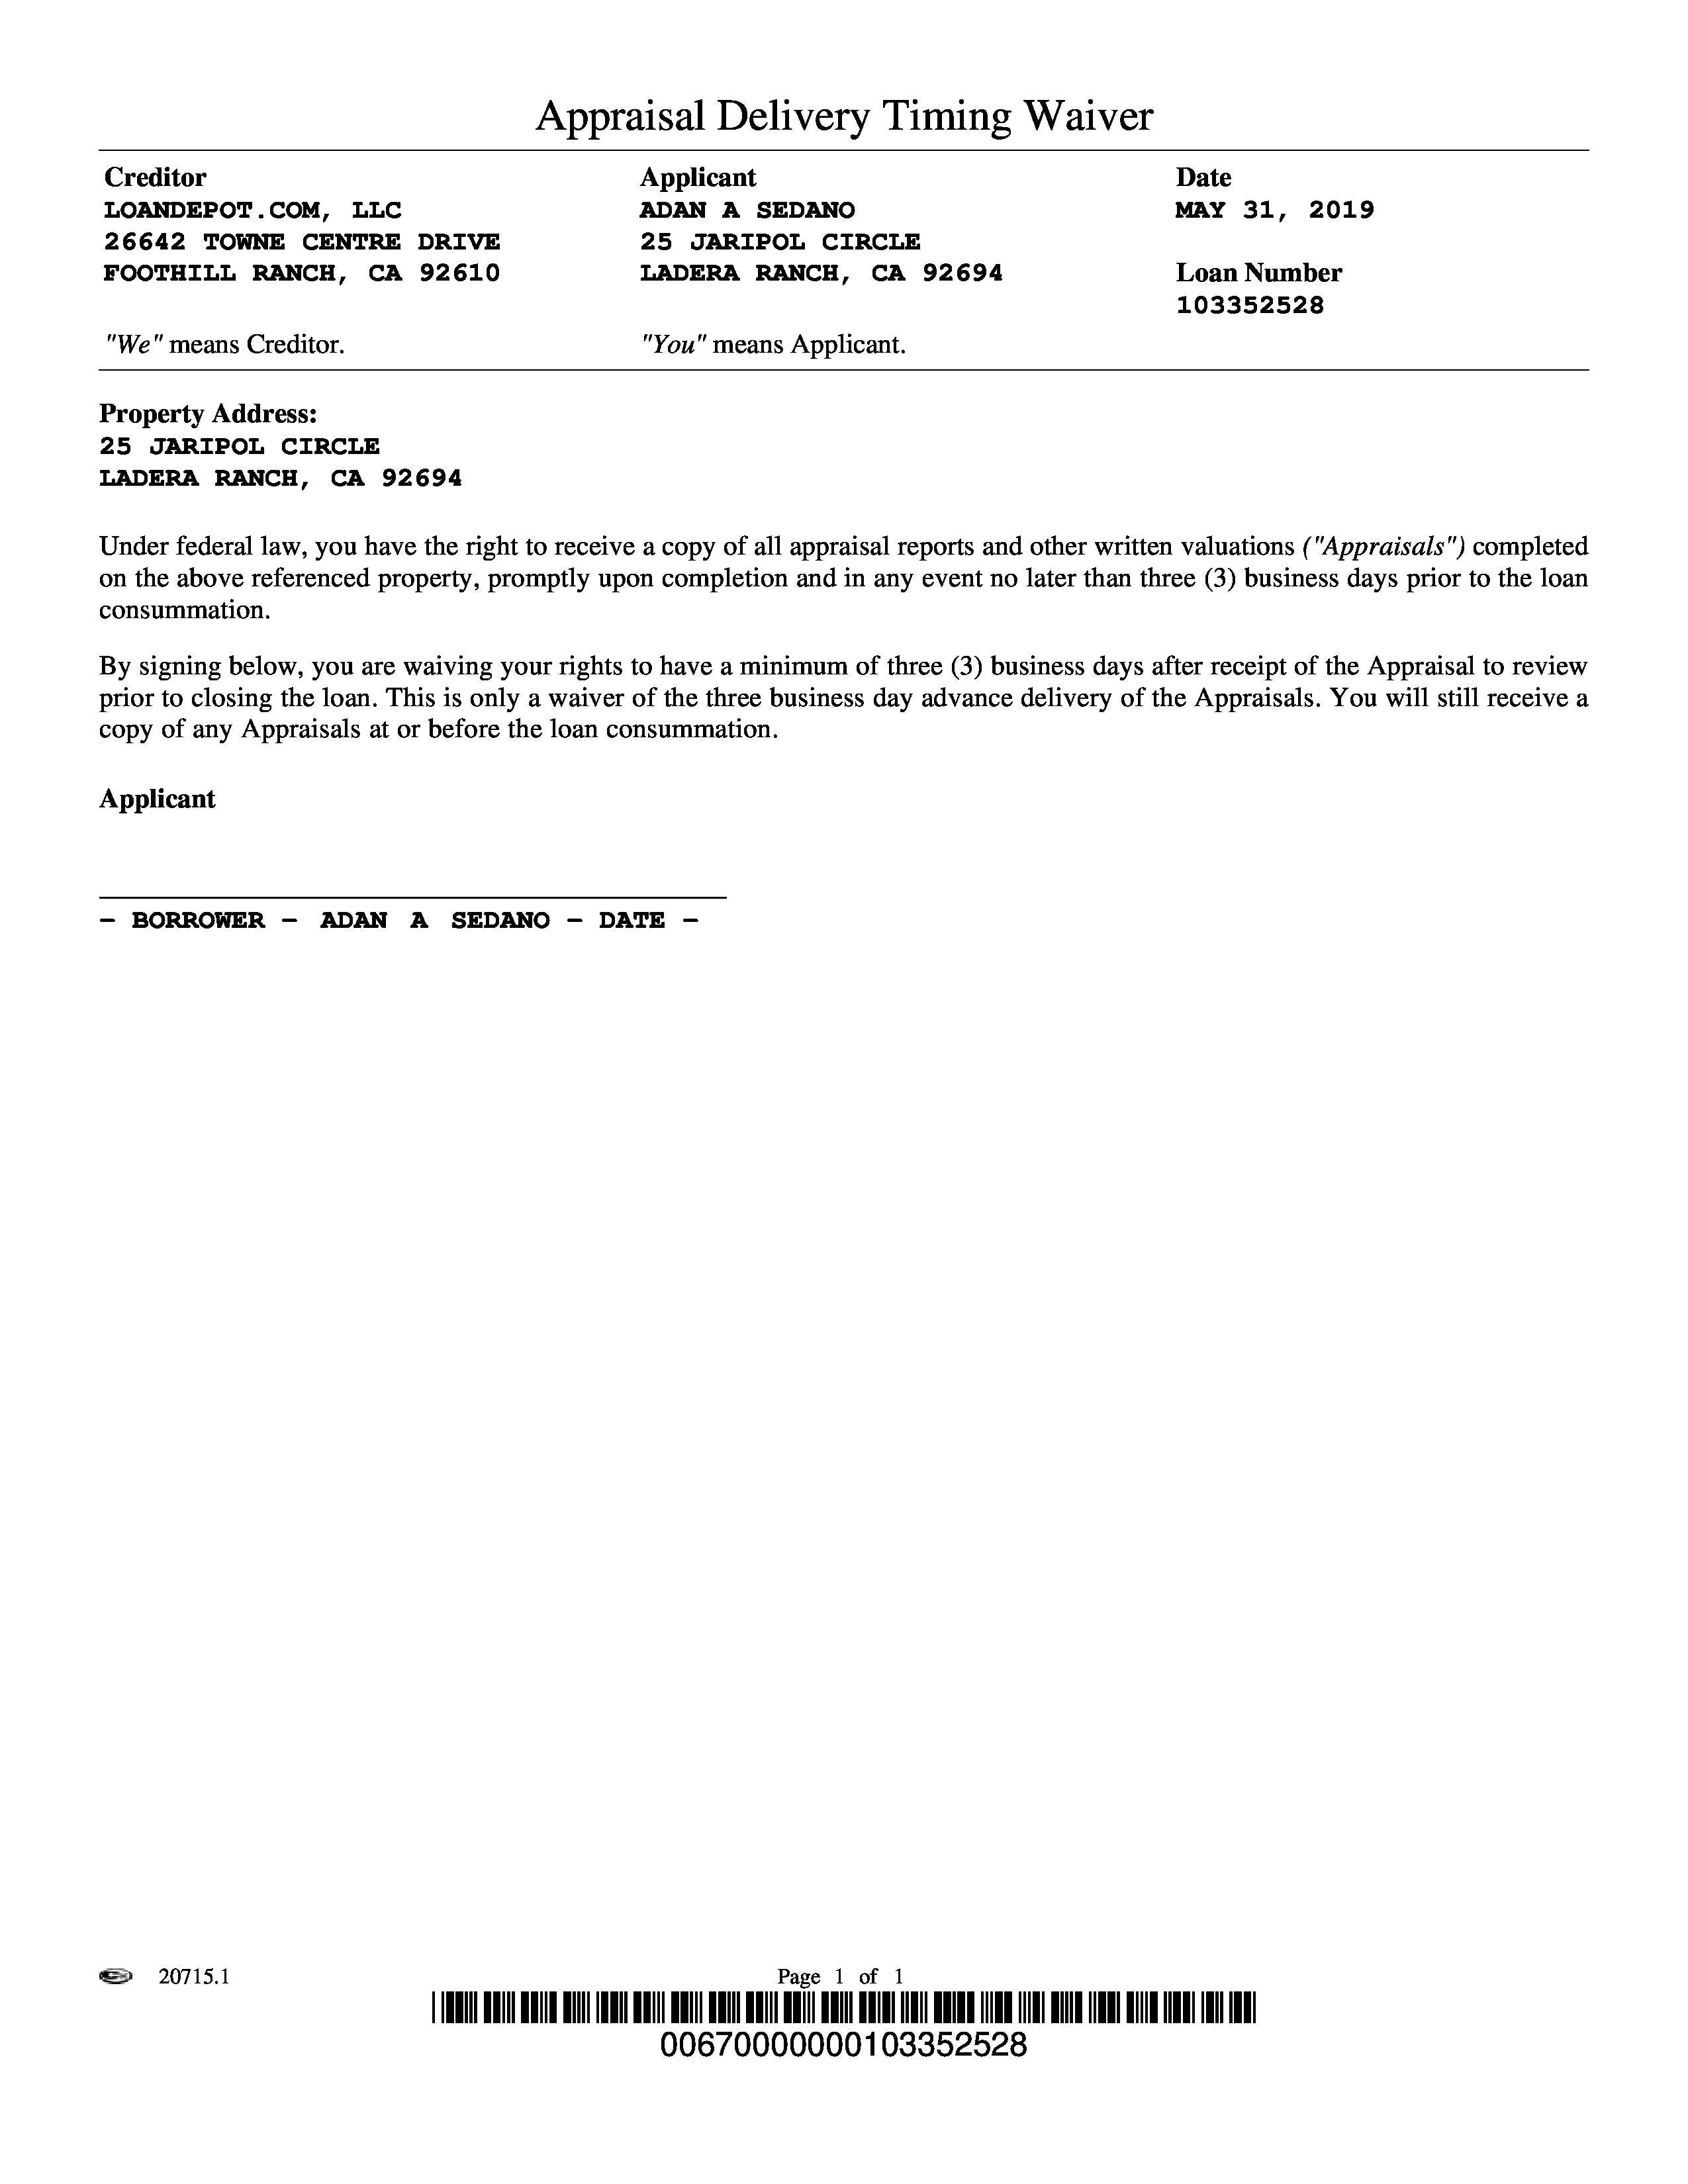 Appraisal Delivery Timing Waiver
Creditor Applicant Date
LOANDEPOT.COM, LLC ADAN A SEDANO MAY 31, 2019
26642 TOWNE CENTRE DRIVE 25 JARIPOL CIRCLE
FOOTHILL RANCH, CA 92610 LADERA RANCH, CA 92694 Loan Number
103352528
"We" means Creditor. "You" means Applicant.
Property Address:
25 JARIPOL CIRCLE
LADERA RANCH, CA 92694
Under federal law, you have the right to receive a copy of all appraisal reports and other written valuations ("Appraisals") completed
on the above referenced property, promptly upon completion and in any event no later than three (3) business days prior to the loan
consummation.
By signing below, you are waiving your rights to have a minimum of three (3) business days after receipt of the Appraisal to review
prior to closing the loan. This is only a waiver of the three business day advance delivery of the Appraisals. You will still receive a
copy of any Appraisals at or before the loan consummation.
Applicant
- BORROWER - ADAN A SEDANO - DATE -
20715.1 Page 1 of 1
00670000000103352528